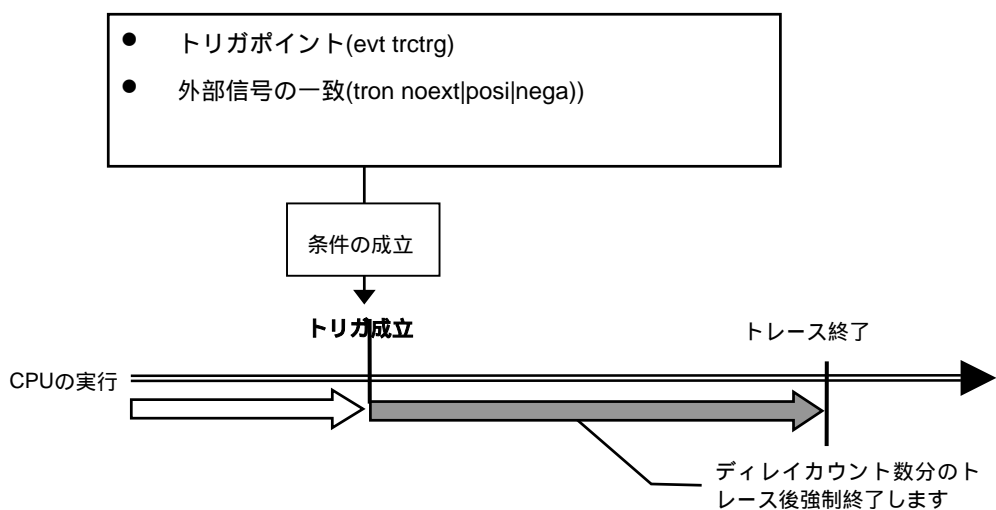 ● トリガポイント(evt trctrg)
● 外部信号の一致(tron noext|posi|nega))
条件の成立
トリガ成立
トレース終了
CPUの実行
ディレイカウント数分のト
レース後強制終了します